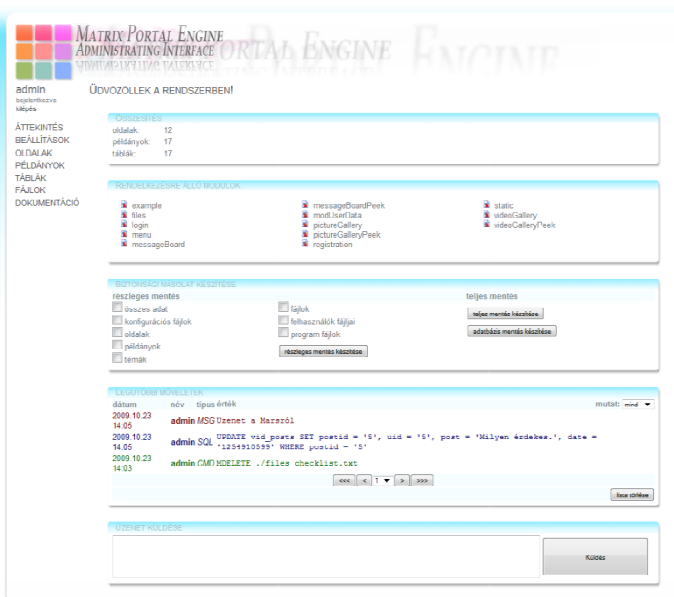 MATRIX PORTAL ENGINE
ADMINISTRATING INTERFACE
PORTAL ENGINE
ENGINE
admin
bejelentkezve
kilépés
ÜDVÖZÖLLEK A RENDSZERBEN!
ÁTTEKINTÉS
BEÁLLÍTÁSOK
OLDALAK
PÉLDÁNYOK
TÁBLÁK
FÁJLOK
DOKUMENTÁCIÓ
ÖSSZESÍTÉS
oldalak: 12
példányok: 17
táblák: 17
RENDELKEZÉSRE ÁLLÓ MODULOK
example messageBoardPeek static
files modUserData videoGallery
login pictureGallery videoGalleryPeek
menu pictureGalleryPeek
messageBoard registration
BIZTONSÁGI MÁSOLAT KÉSZÍTÉSE
részleges mentés teljes mentés
összes adat fájlok teljes mentés készítése
konfigurációs fájlok felhasználók fájljai
oldalak program fájlok adatbázis mentés készítése
példányok részleges mentés készítése
témák
LEGUTÓBBI MŰVELETEK
dátum név típus érték mutat: mind
2009.10.23 14:05 admin MSG Üzenet a Marsról
2009.10.23 14:05 admin SQL UPDATE vid_posts SET postid = '5', uid = '5', post = 'Milyen érdekes.', date =
'1254910599' WHERE postid = '5'
2009.10.23 14:03 admin CMD MDELETE ./files checklist.txt
<<< < 1 > >>>
lista törlése
ÜZENET KÜLDÉSE
Küldés